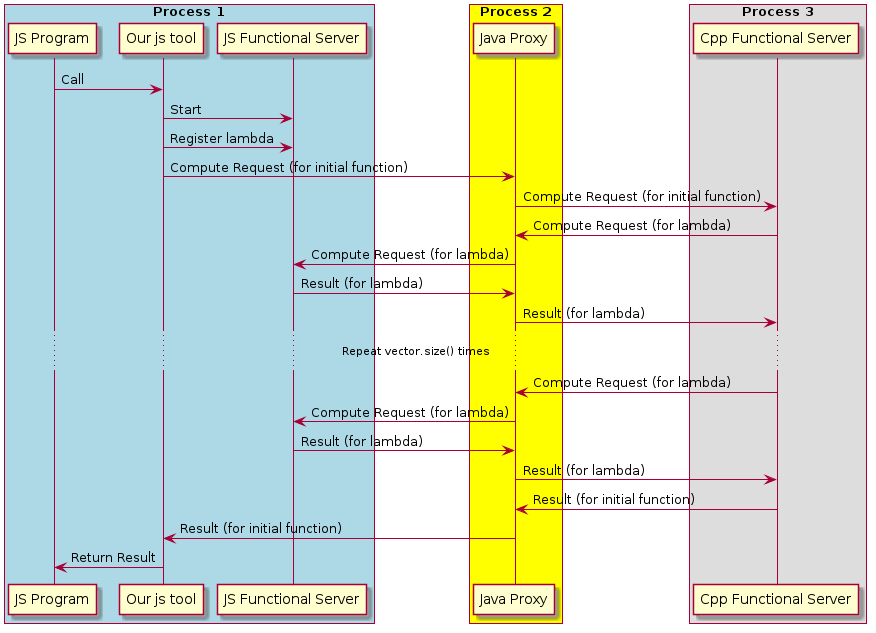 Process 1
Process 2
Process 3
JS Program
Our js tool
JS Functional Server
Java Proxy
Cpp Functional Server
Call
Start
Register lambda
Compute Request (for initial function)
Compute Request (for initial function)
Compute Request (for lambda)
Compute Request (for lambda)
Result (for lambda)
Result (for lambda)
Repeat vector.size() times
Compute Request (for lambda)
Compute Request (for lambda)
Result (for lambda)
Result (for lambda)
Result (for initial function)
Result (for initial function)
Return Result
JS Program
Our js tool
JS Functional Server
Java Proxy
Cpp Functional Server